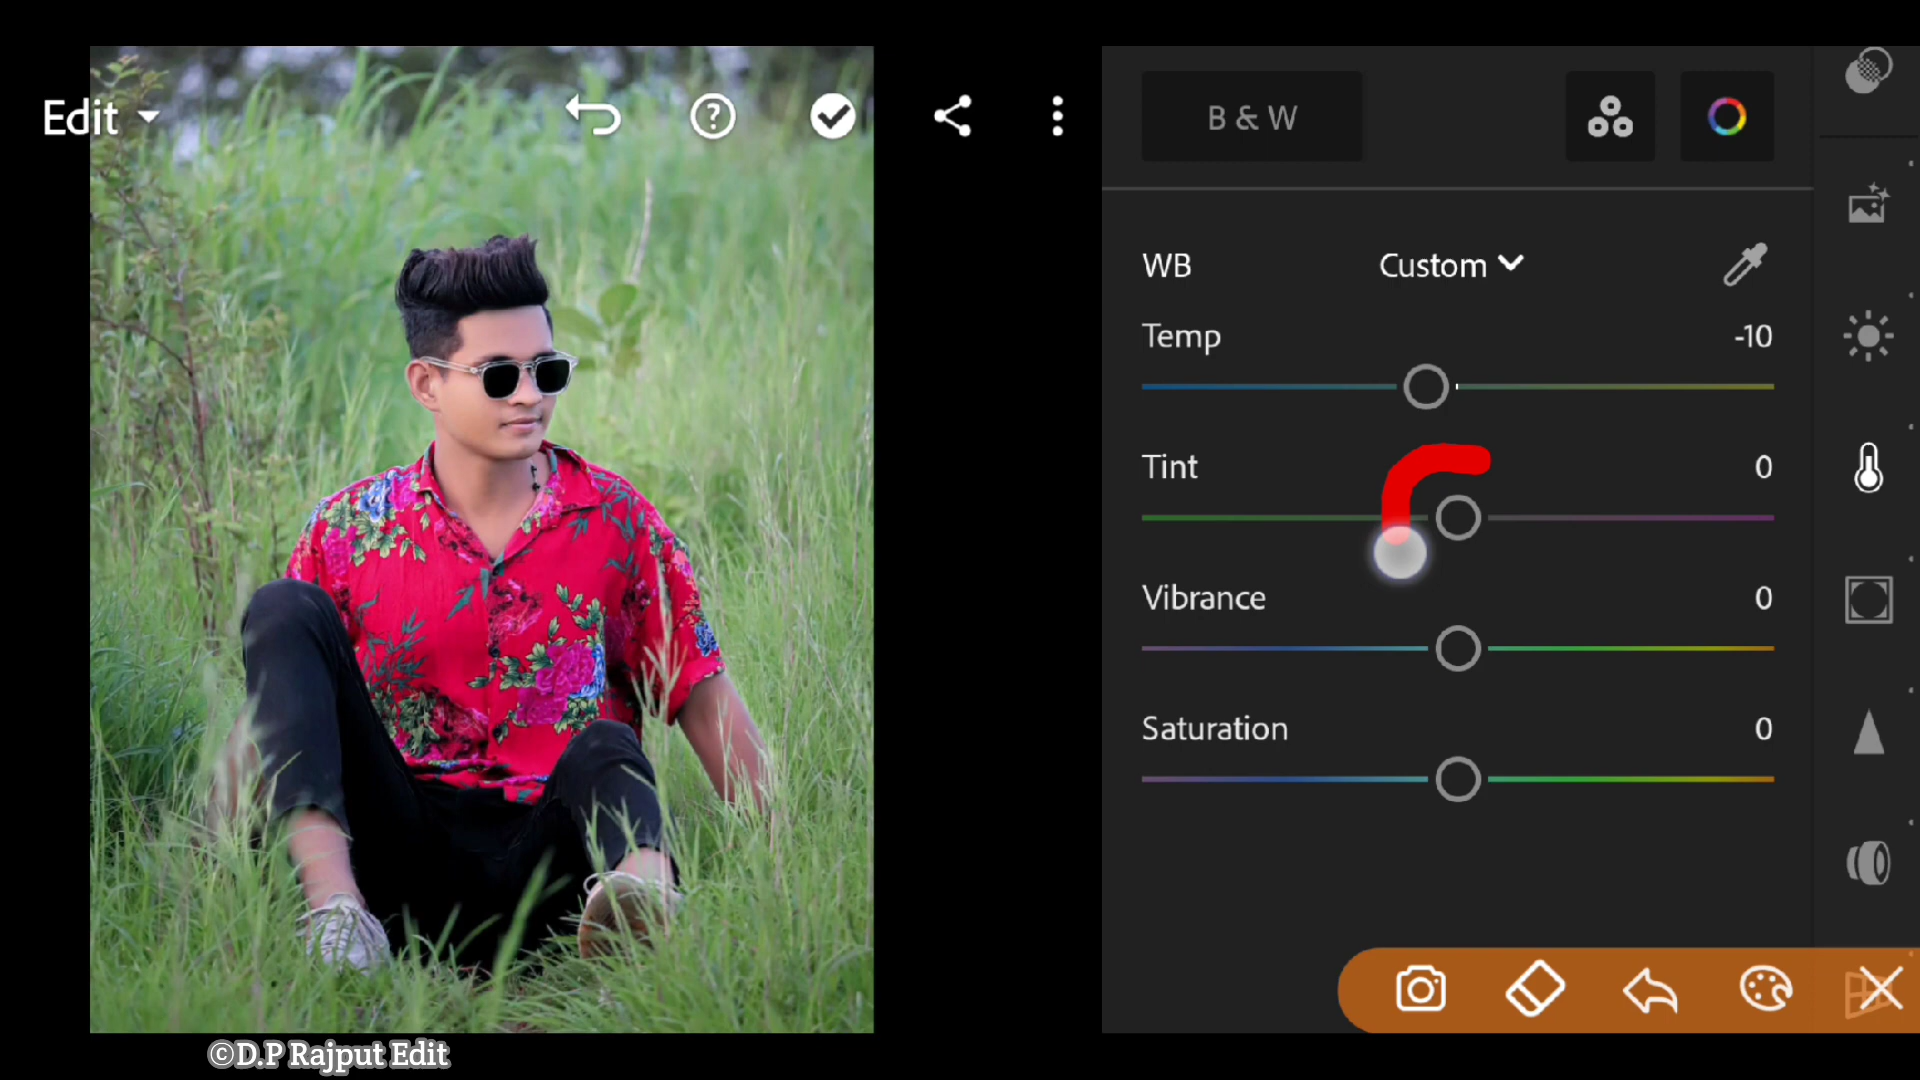 Edit
B & W
WB Custom
Temp -10
Tint 0
Vibrance 0
Saturation 0
©D.P Rajput Edit